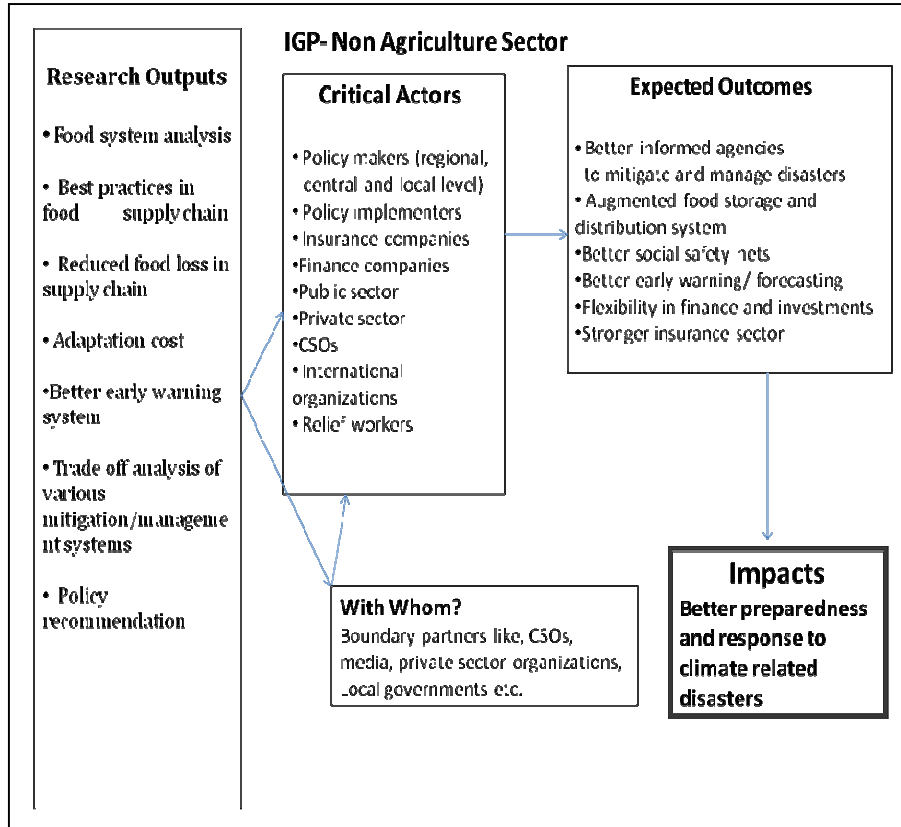 IGP- Non Agriculture Sector
Research Outputs
• Food system analysis
• Best practices in
food supply chain
• Reduced food loss in
supply chain
• Adaptation cost
•Better early warning
system
• Trade off analysis of
various
mitigation/manageme
nt systems
• Policy
recommendation
Critical Actors
•Policy makers (regional,
central and local level)
•Policy implementers
•Insurance companies
•Finance companies
•Public sector
•Private sector
•CSOs
• International
organizations
•Relief workers
With Whom?
Boundary partners like, CSOs,
media, private sector organizations,
Local governments etc.
Expected Outcomes
•Better informed agencies
to mitigate and manage disasters
•Augmented food storage and
distribution system
•Better social safety nets
•Better early warning/ forecasting
•Flexibility in finance and investments
•Stronger insurance sector
Impacts
Better preparedness
and response to
climate related
disasters